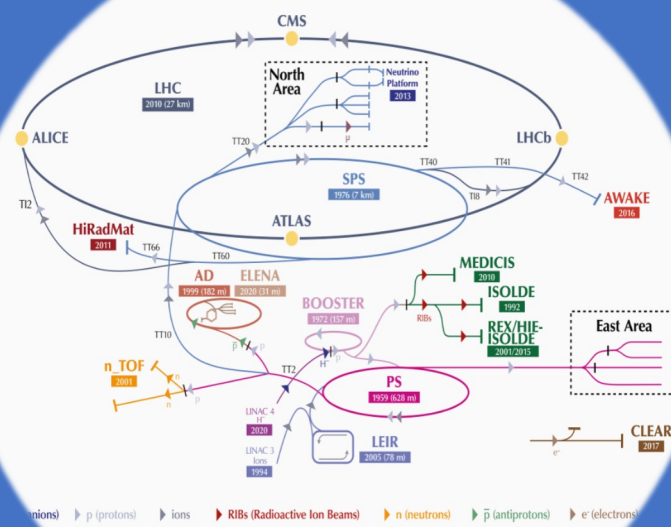 CMS
LHC
2010 (27 km)
North
Area
Neutrino
Platform
2013
μ
ALICE
LHCb
TT20
TT40
TT41
TT42
SPS
1976 (7 km)
TI8
TI2
AWAKE
2016
HiRadMat
2011
TT66
ATLAS
TT60
AD
1999 (182 m)
ELENA
2020 (31 m)
MEDICIS
2010
BOOSTER
1972 (157 m)
ISOLDE
1992
RIBs
REX/HIE-
ISOLDE
2001/2015
East Area
TT10
p̄
p
H⁻
p
n_TOF
2001
n
n
p
TT2
PS
1959 (628 m)
LINAC 4
H⁻
2020
LINAC 3
Ions
1994
LEIR
2005 (78 m)
CLEAR
2017
e⁻
p (protons)
ions
RIBs (Radioactive Ion Beams)
n (neutrons)
p̄ (antiprotons)
e⁻ (electrons)